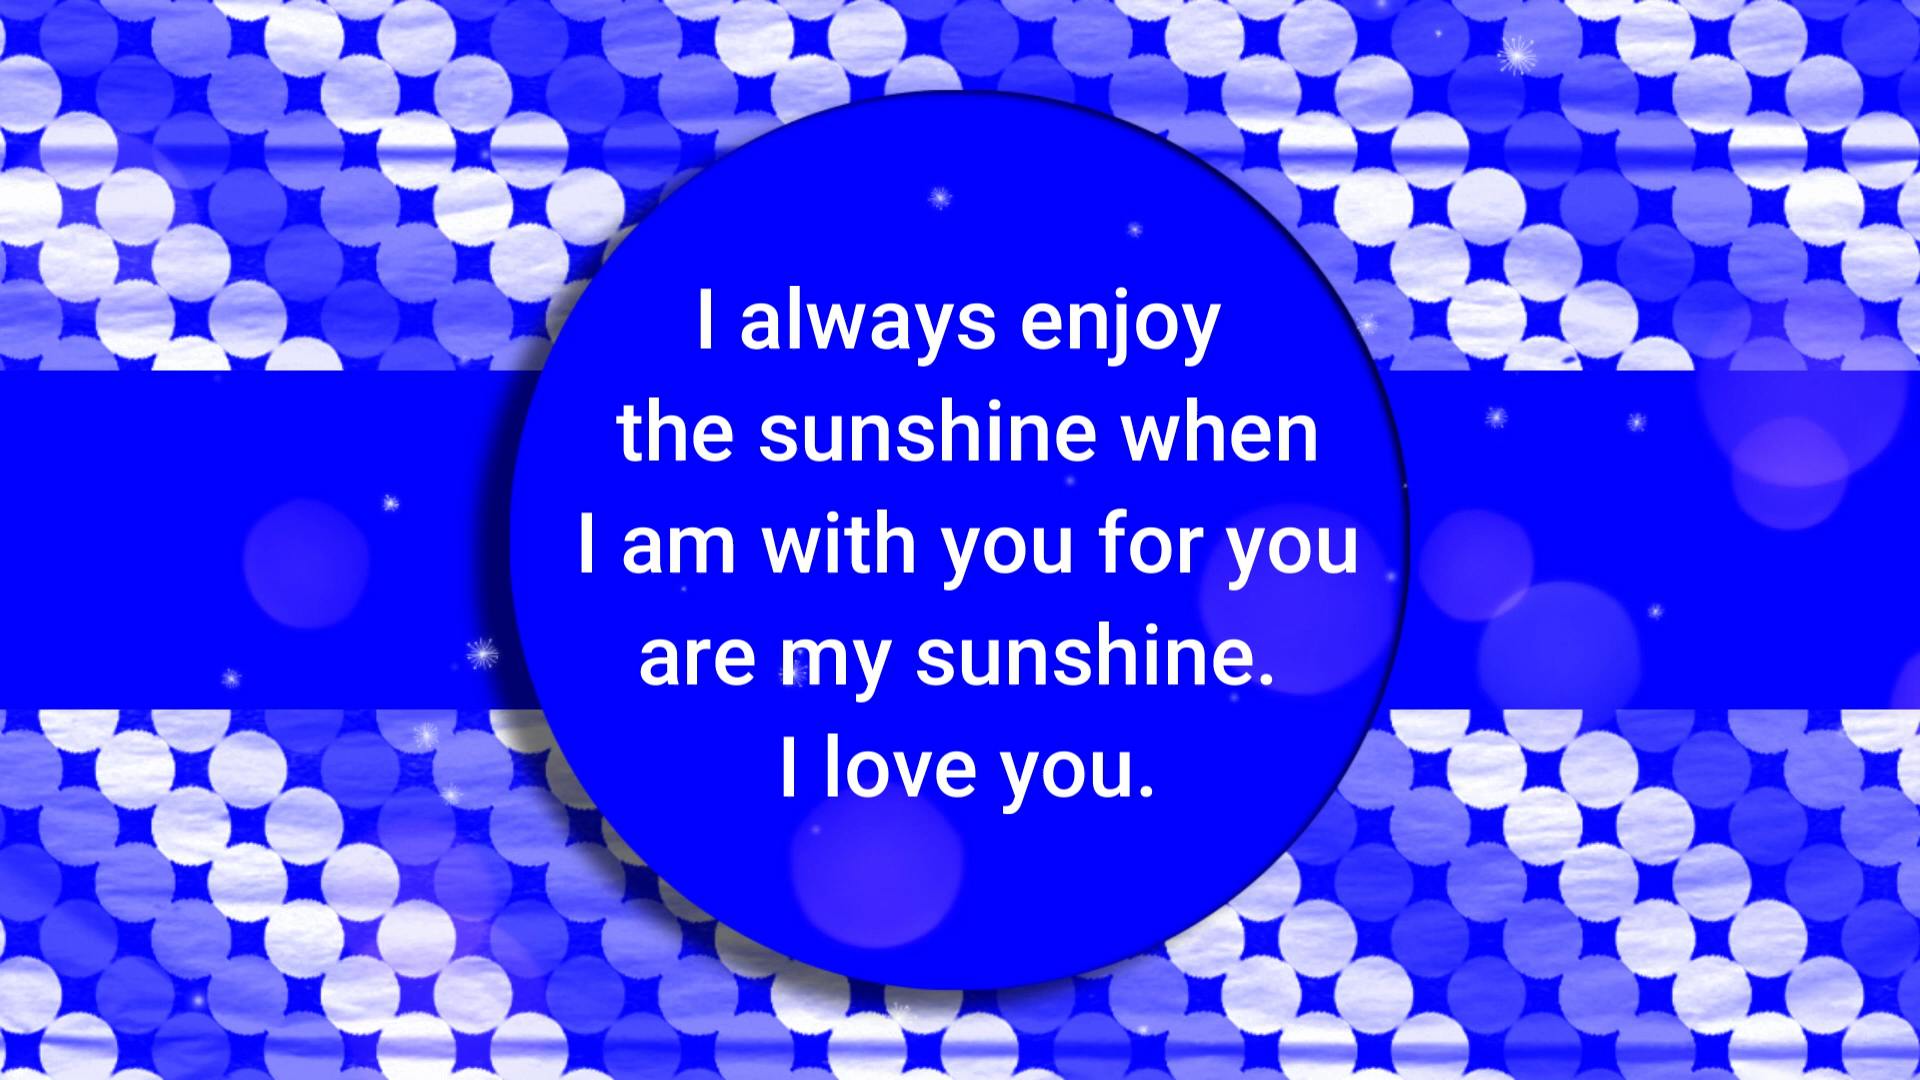 I always enjoy
the sunshine when
I am with you for you
are my sunshine.
I love you.